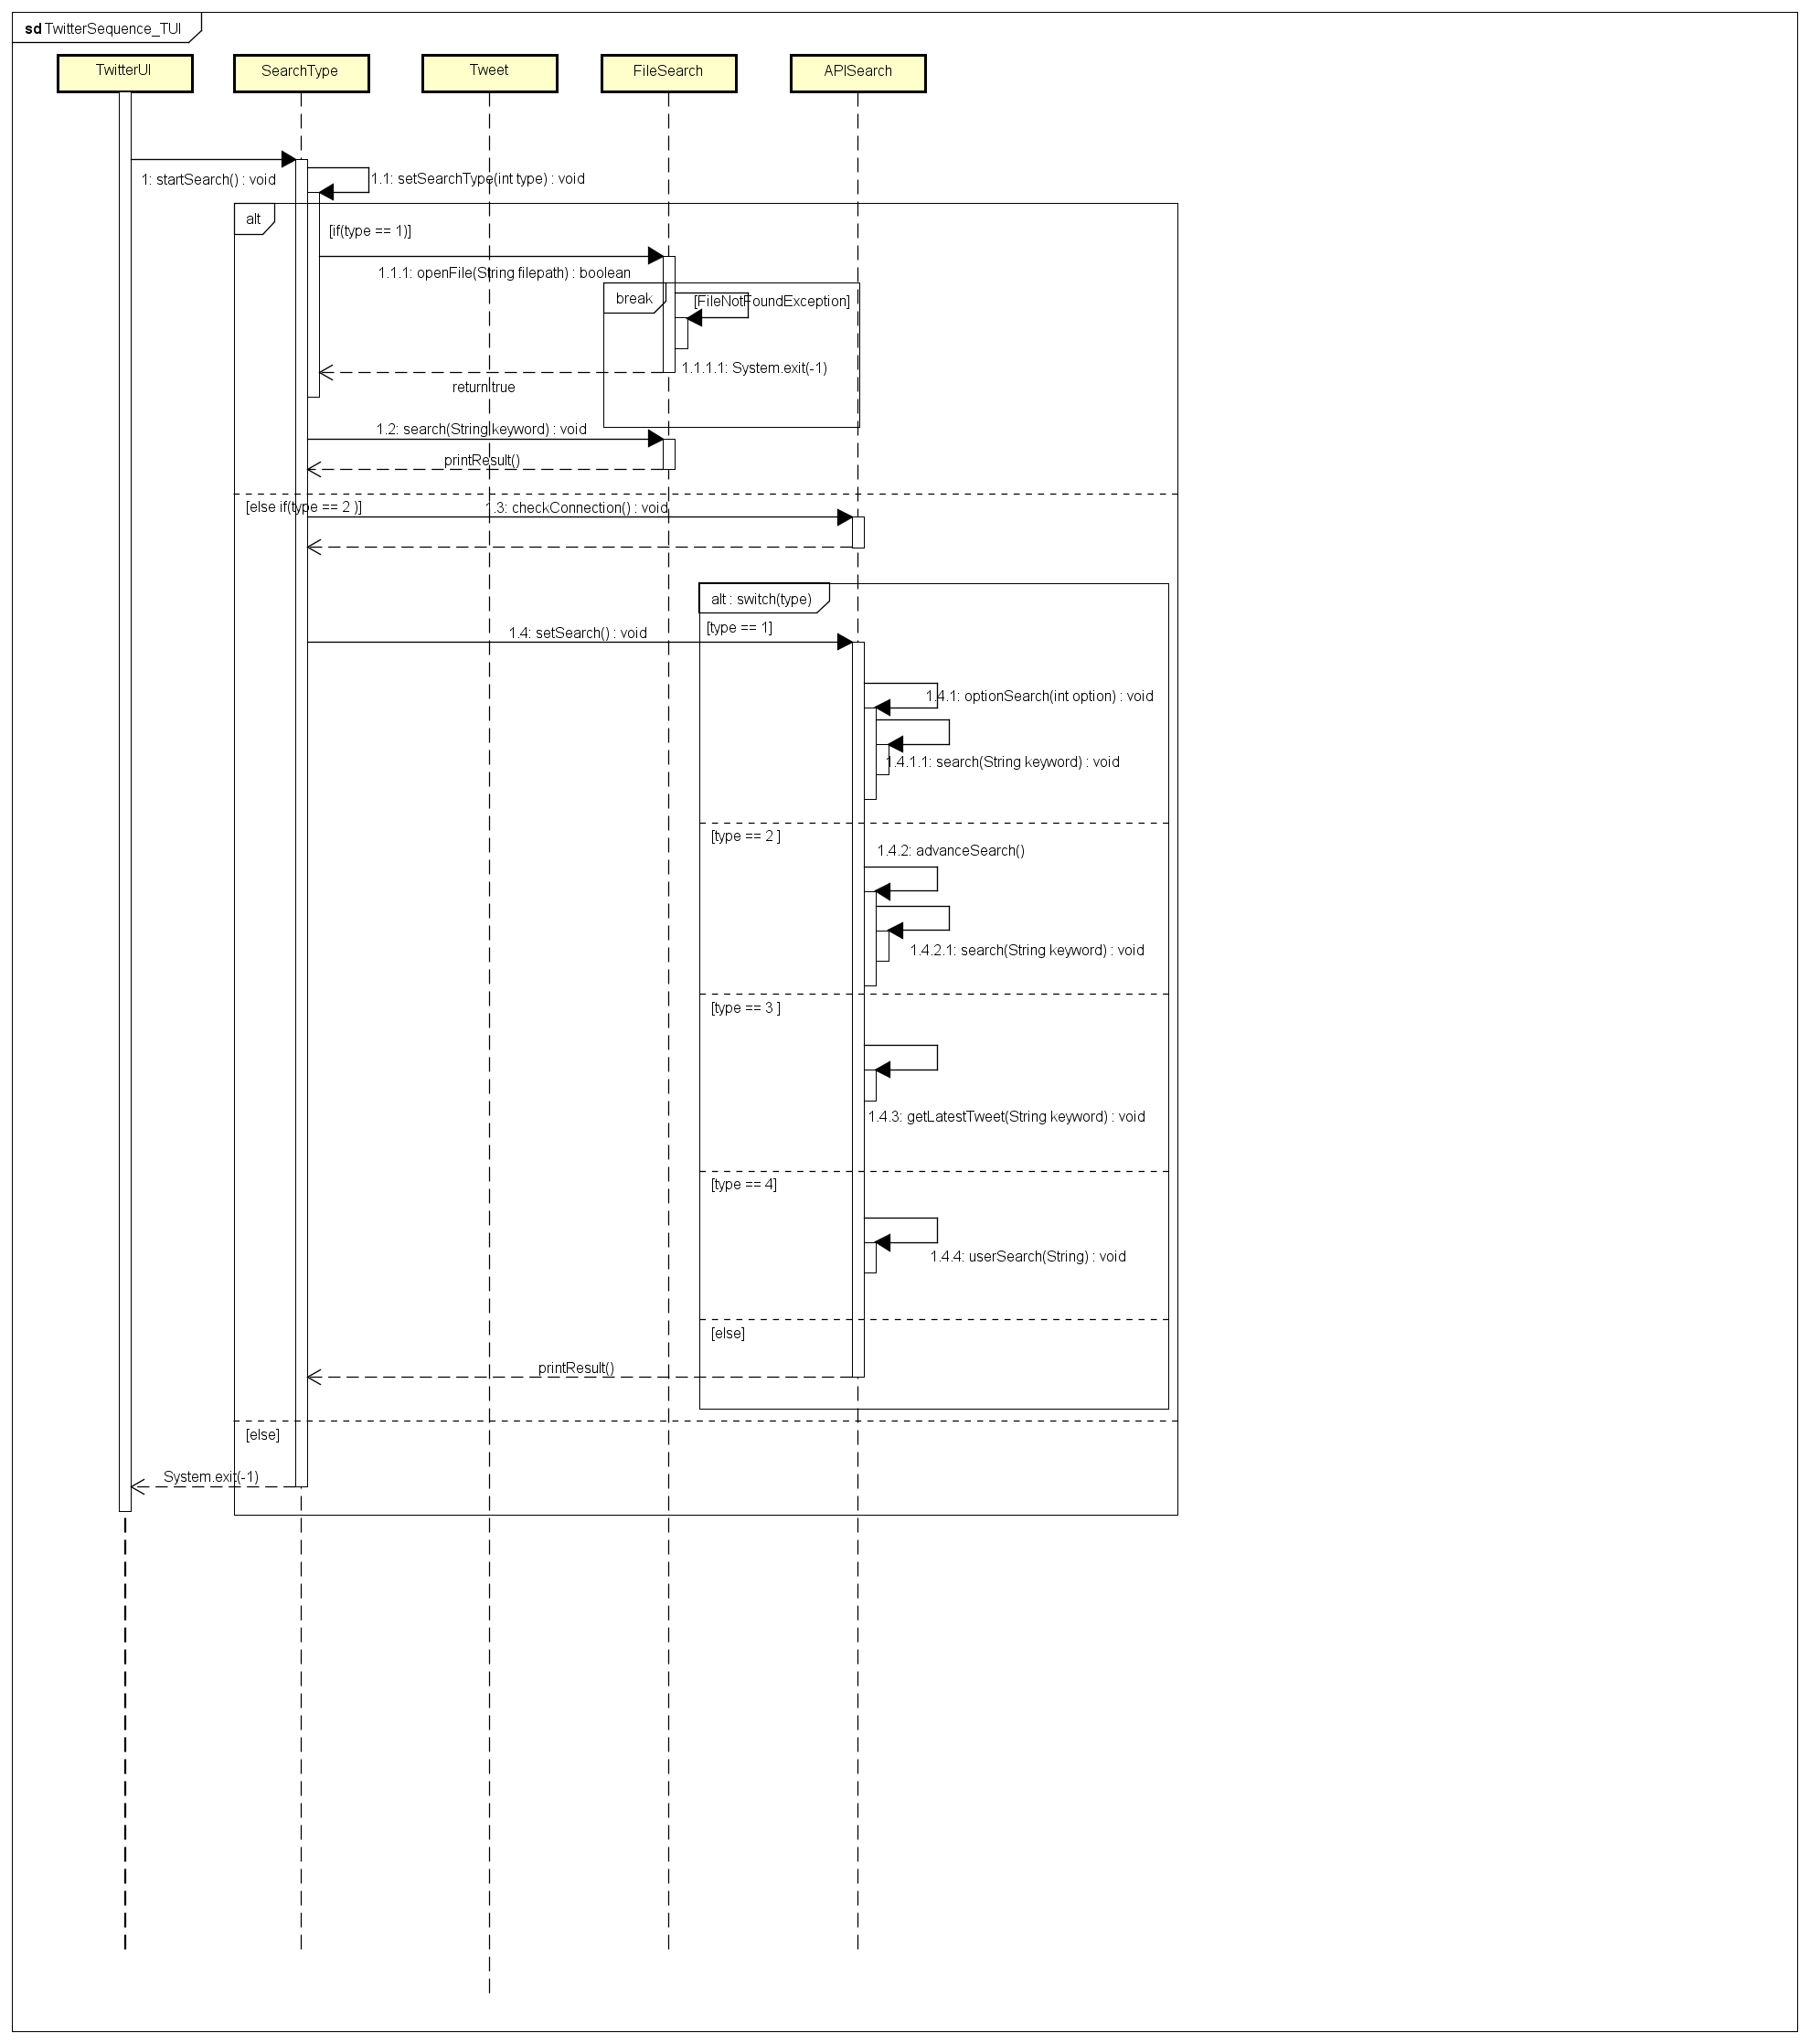 sd TwitterSequence_TUI
TwitterUI
SearchType
Tweet
FileSearch
APISearch
1: startSearch() : void
1.1: setSearchType(int type) : void
alt
[if(type == 1)]
1.1.1: openFile(String filepath) : boolean
break
[FileNotFoundException]
1.1.1.1: System.exit(-1)
return true
1.2: search(String keyword) : void
printResult()
[else if(type == 2 )]
1.3: checkConnection() : void
alt : switch(type)
[type == 1]
1.4: setSearch() : void
1.4.1: optionSearch(int option) : void
1.4.1.1: search(String keyword) : void
[type == 2 ]
1.4.2: advanceSearch()
1.4.2.1: search(String keyword) : void
[type == 3 ]
1.4.3: getLatestTweet(String keyword) : void
[type == 4]
1.4.4: userSearch(String) : void
[else]
printResult()
[else]
System.exit(-1)